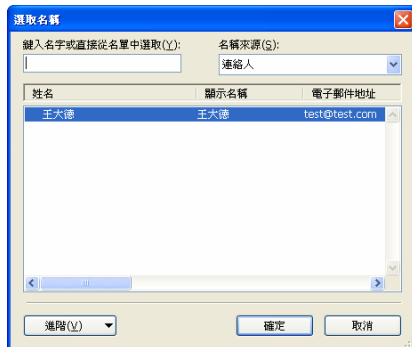 選取名稱
鍵入名字或直接從名單中選取(Y): 名稱來源(S):
連絡人
姓名 顯示名稱 電子郵件地址
王大德 王大德 test@test.com
進階(V) 確定 取消